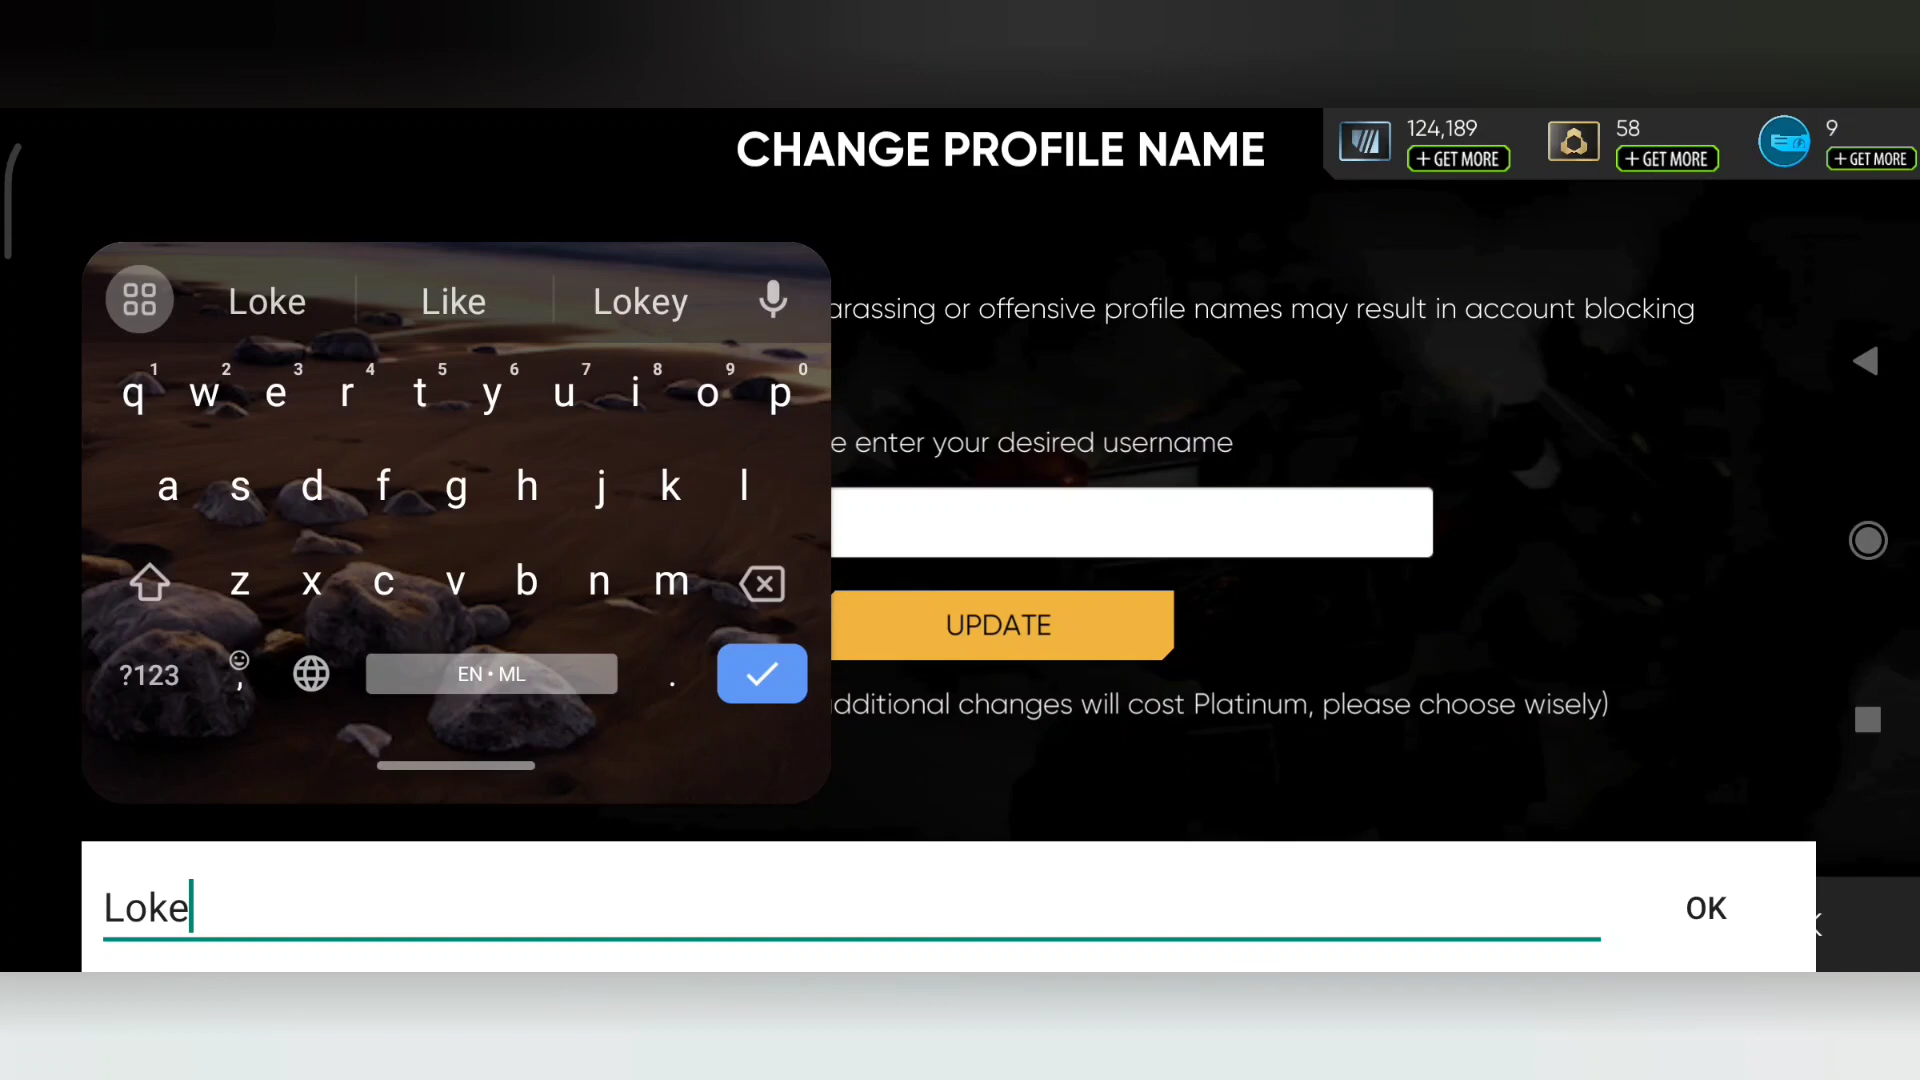 CHANGE PROFILE NAME
124,189
+ GET MORE
58
+ GET MORE
9
+ GET MORE
Loke Like Lokey
arassing or offensive profile names may result in account blocking
1 2 3 4 5 6 7 8 9 0
q w e r t y u i o p
e enter your desired username
a s d f g h j k l
z x c v b n m
UPDATE
?123 , EN • ML .
dditional changes will cost Platinum, please choose wisely)
Loke
OK